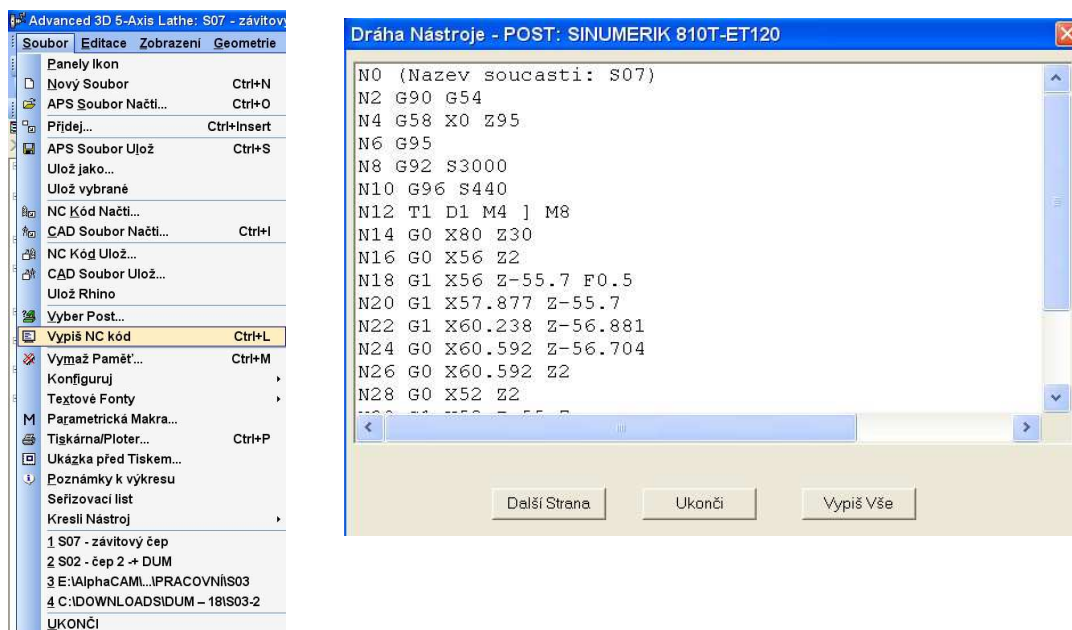 Advanced 3D 5-Axis Lathe: S07 - závitový
Soubor Editace Zobrazení Geometrie
Panely Ikon
Nový Soubor Ctrl+N
APS Soubor Načti... Ctrl+O
Přidej... Ctrl+Insert
APS Soubor Ulož Ctrl+S
Ulož jako...
Ulož vybrané
NC Kód Načti...
CAD Soubor Načti... Ctrl+I
NC Kód Ulož...
CAD Soubor Ulož...
Ulož Rhino
Vyber Post...
Vypiš NC kód Ctrl+L
Vymaž Paměť... Ctrl+M
Konfiguruj
Textové Fonty
Parametrická Makra...
Tiskárna/Ploter... Ctrl+P
Ukázka před Tiskem...
Poznámky k výkresu
Seřizovací list
Kresli Nástroj
1 S07 - závitový čep
2 S02 - čep 2 -+ DUM
3 E:\AlphaCAM\...\PRACOVNÍ\S03
4 C:\DOWNLOADS\DUM – 18\S03-2
UKONČI
Dráha Nástroje - POST: SINUMERIK 810T-ET120
N0 (Nazev soucasti: S07)
N2 G90 G54
N4 G58 X0 Z95
N6 G95
N8 G92 S3000
N10 G96 S440
N12 T1 D1 M4 ] M8
N14 G0 X80 Z30
N16 G0 X56 Z2
N18 G1 X56 Z-55.7 F0.5
N20 G1 X57.877 Z-55.7
N22 G1 X60.238 Z-56.881
N24 G0 X60.592 Z-56.704
N26 G0 X60.592 Z2
N28 G0 X52 Z2
Další Strana Ukonči Vypiš Vše